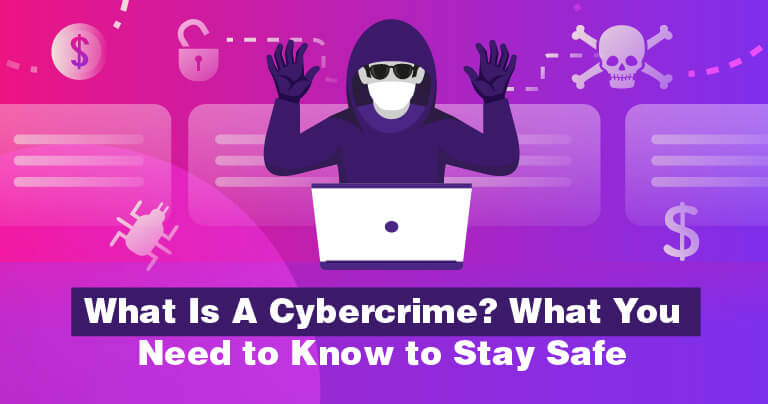 What Is A Cybercrime? What You
Need to Know to Stay Safe